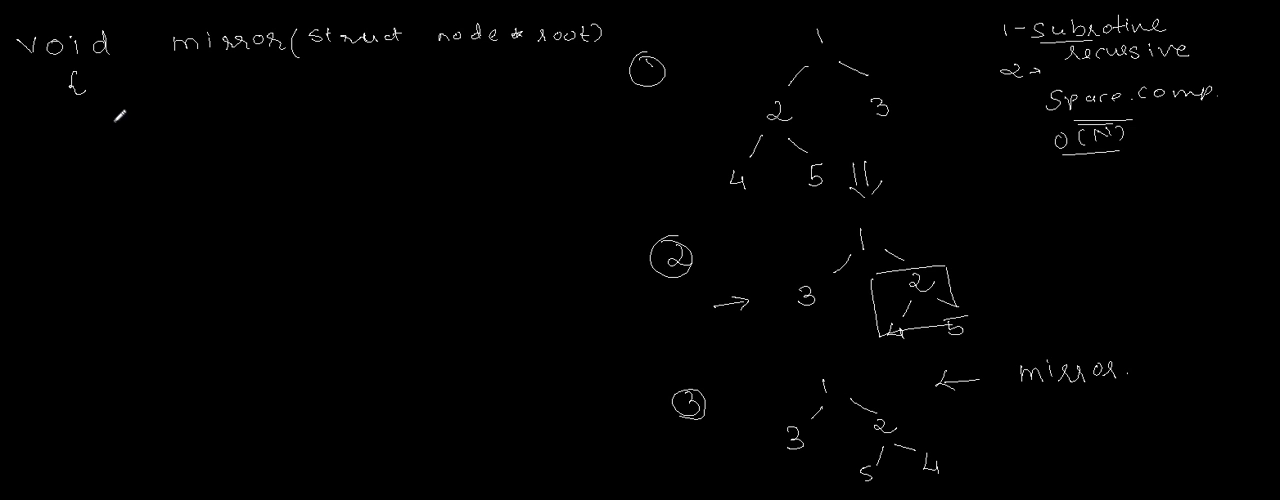 void mirror(struct node * root)
{
1 - Subrotine
recursive
2 →
Space. comp.
O(N)
①
1
2 3
4 5
②
1
3 2
4 5
← mirror.
③
1
3 2
5 4